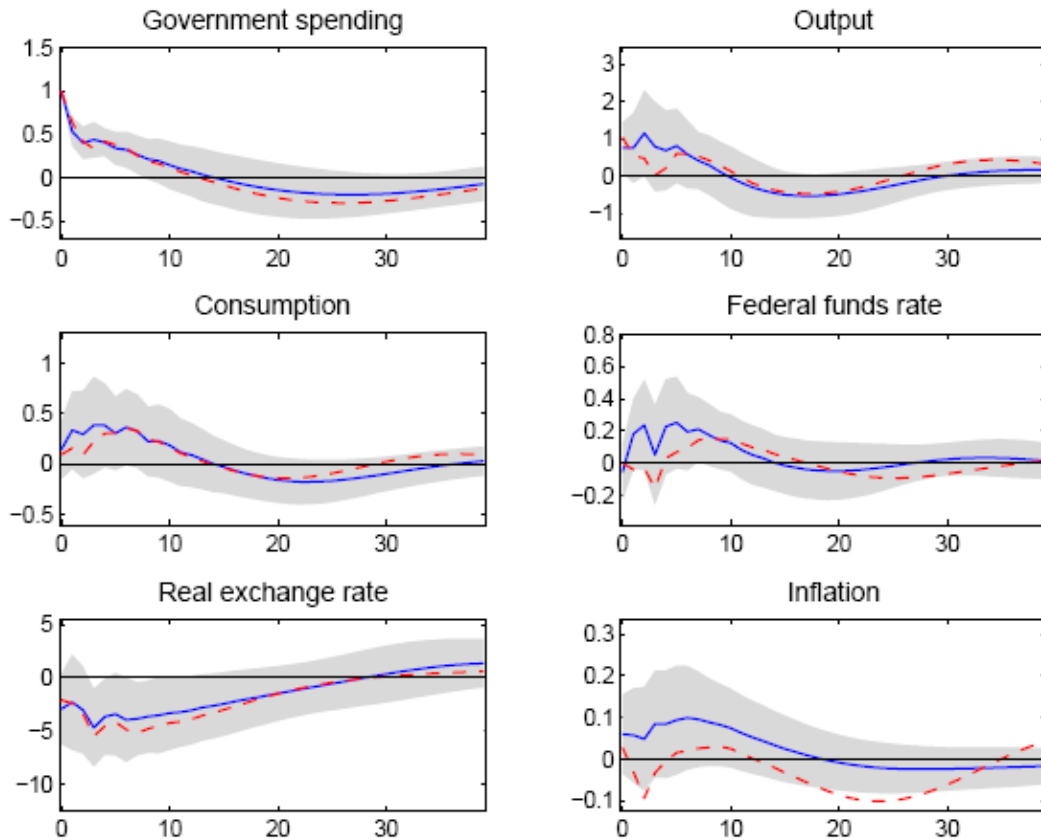 Government spending
1.5
1
0.5
0
−0.5
0 10 20 30
Output
3
2
1
0
−1
0 10 20 30
Consumption
1
0.5
0
−0.5
0 10 20 30
Federal funds rate
0.8
0.6
0.4
0.2
0
−0.2
0 10 20 30
Real exchange rate
5
0
−5
−10
0 10 20 30
Inflation
0.3
0.2
0.1
0
−0.1
0 10 20 30